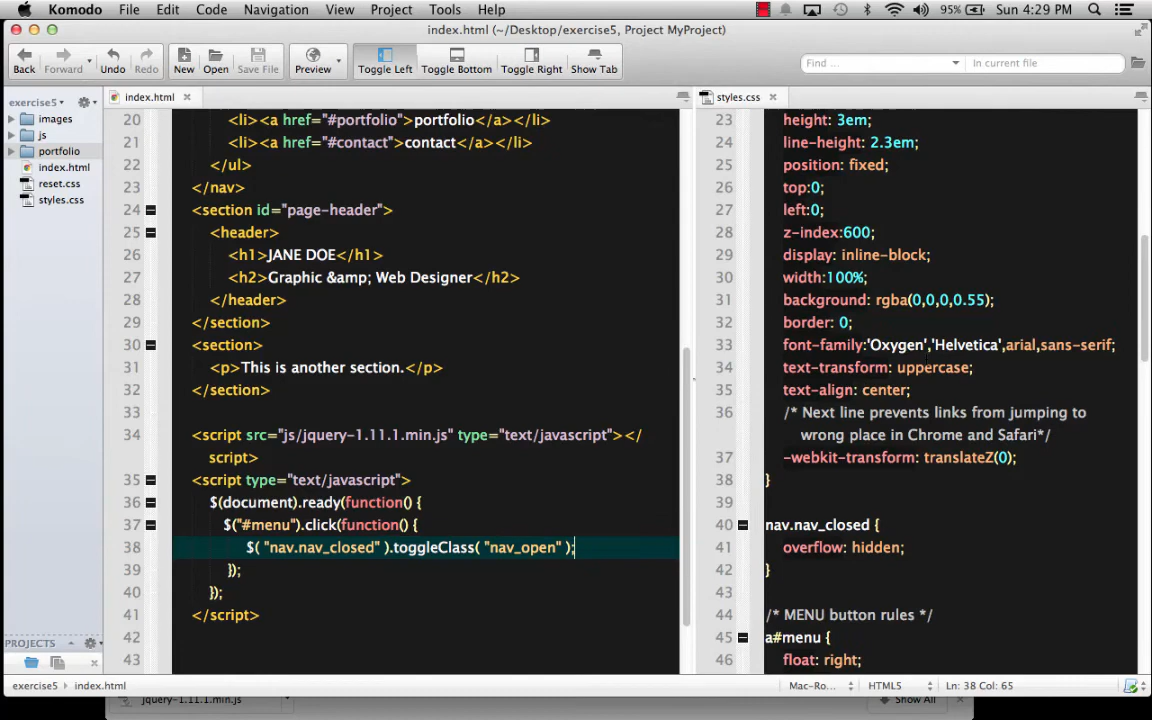 Komodo File Edit Code Navigation View Project Tools Help 95% Sun 4:29 PM
index.html (~/Desktop/exercise5, Project MyProject)
Back Forward Undo Redo New Open Save File Preview Toggle Left Toggle Bottom Toggle Right Show Tab Find ... In current file
exercise5
images
js
portfolio
index.html
reset.css
styles.css
PROJECTS
index.html
20 <li><a href="#portfolio">portfolio</a></li>
21 <li><a href="#contact">contact</a></li>
22 </ul>
23 </nav>
24 <section id="page-header">
25 <header>
26 <h1>JANE DOE</h1>
27 <h2>Graphic &amp; Web Designer</h2>
28 </header>
29 </section>
30 <section>
31 <p>This is another section.</p>
32 </section>
33
34 <script src="js/jquery-1.11.1.min.js" type="text/javascript"></
script>
35 <script type="text/javascript">
36 $(document).ready(function() {
37 $("#menu").click(function() {
38 $( "nav.nav_closed" ).toggleClass( "nav_open" );
39 });
40 });
41 </script>
42
43
styles.css
23 height: 3em;
24 line-height: 2.3em;
25 position: fixed;
26 top:0;
27 left:0;
28 z-index:600;
29 display: inline-block;
30 width:100%;
31 background: rgba(0,0,0,0.55);
32 border: 0;
33 font-family:'Oxygen','Helvetica',arial,sans-serif;
34 text-transform: uppercase;
35 text-align: center;
36 /* Next line prevents links from jumping to
wrong place in Chrome and Safari*/
37 -webkit-transform: translateZ(0);
38 }
39
40 nav.nav_closed {
41 overflow: hidden;
42 }
43
44 /* MENU button rules */
45 a#menu {
46 float: right;
exercise5 index.html Mac-Ro... HTML5 Ln: 38 Col: 65
jquery-1.11.1.min.js Show All